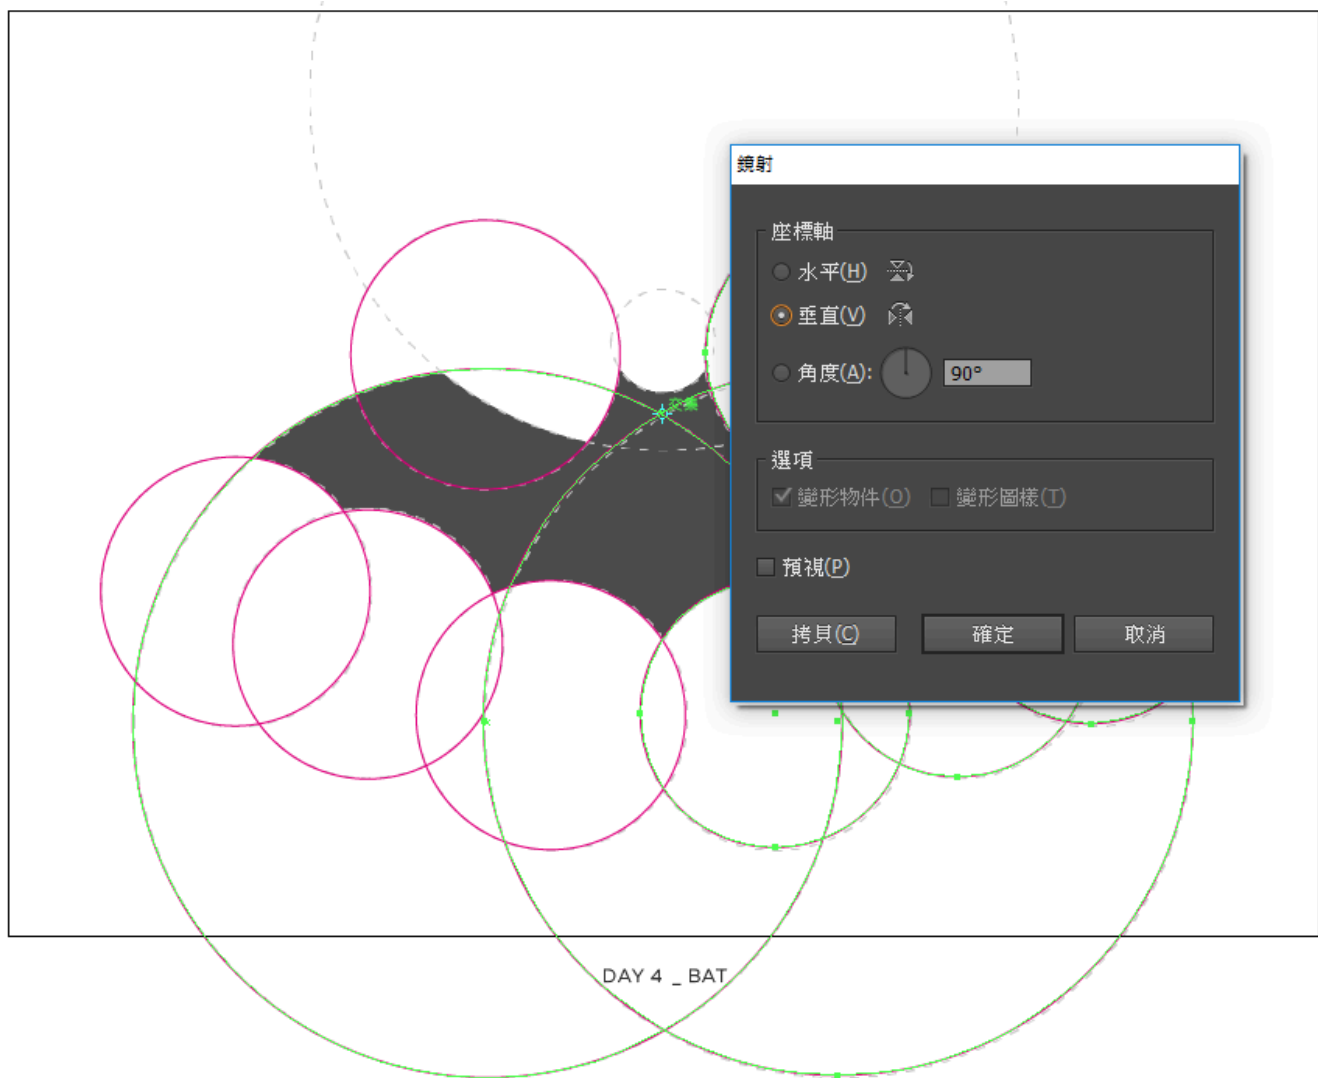 鏡射
座標軸
水平(H)
垂直(V)
角度(A): 90°
選項
變形物件(O) 變形圖樣(T)
預視(P)
拷貝(C) 確定 取消
DAY 4 _ BAT